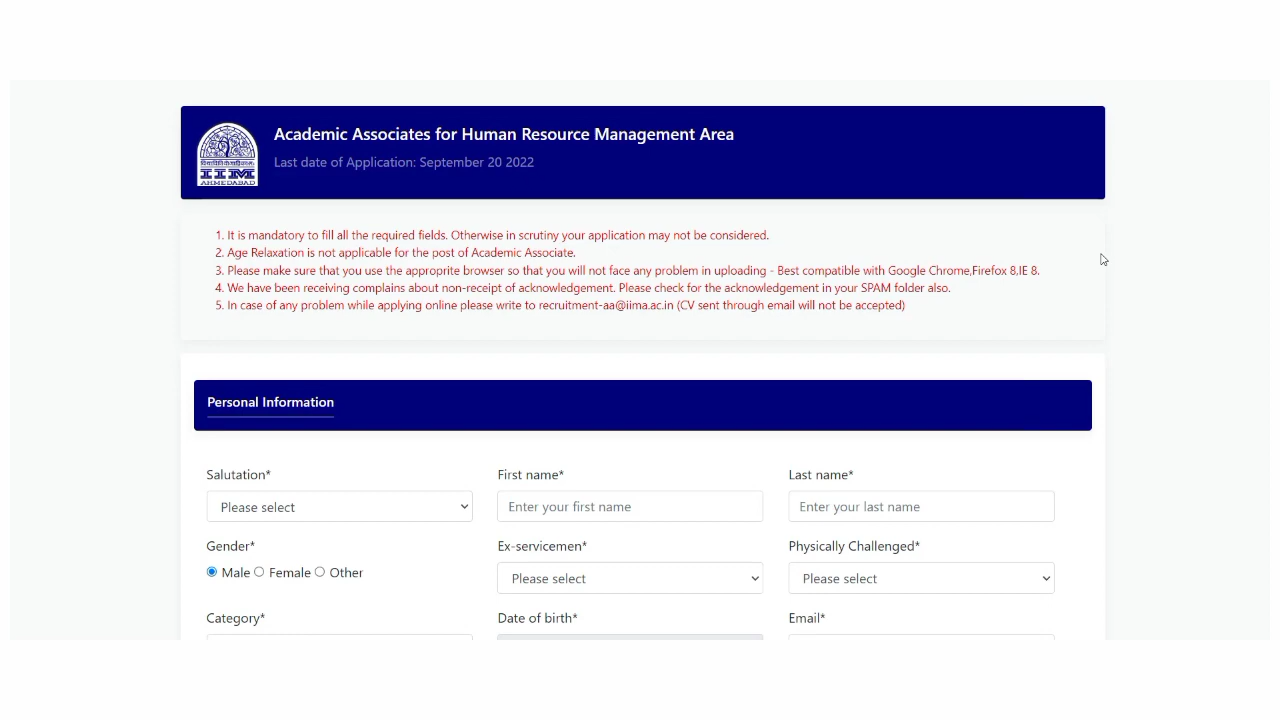 Academic Associates for Human Resource Management Area
Last date of Application: September 20 2022
IIM
AHMEDABAD
1. It is mandatory to fill all the required fields. Otherwise in scrutiny your application may not be considered.
2. Age Relaxation is not applicable for the post of Academic Associate.
3. Please make sure that you use the approprite browser so that you will not face any problem in uploading - Best compatible with Google Chrome,Firefox 8,IE 8.
4. We have been receiving complains about non-receipt of acknowledgement. Please check for the acknowledgement in your SPAM folder also.
5. In case of any problem while applying online please write to recruitment-aa@iima.ac.in (CV sent through email will not be accepted)
Personal Information
Salutation* First name* Last name*
Please select Enter your first name Enter your last name
Gender* Ex-servicemen* Physically Challenged*
Male Female Other Please select Please select
Category* Date of birth* Email*